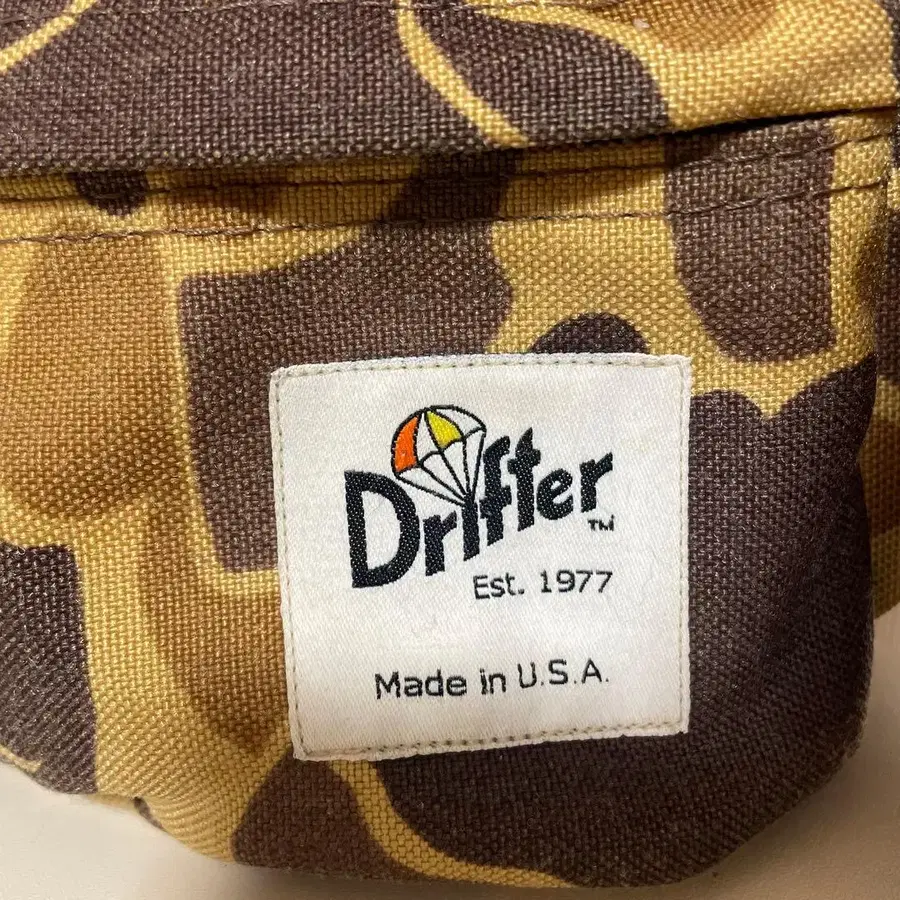 Drifter™
Est. 1977
Made in U.S.A.